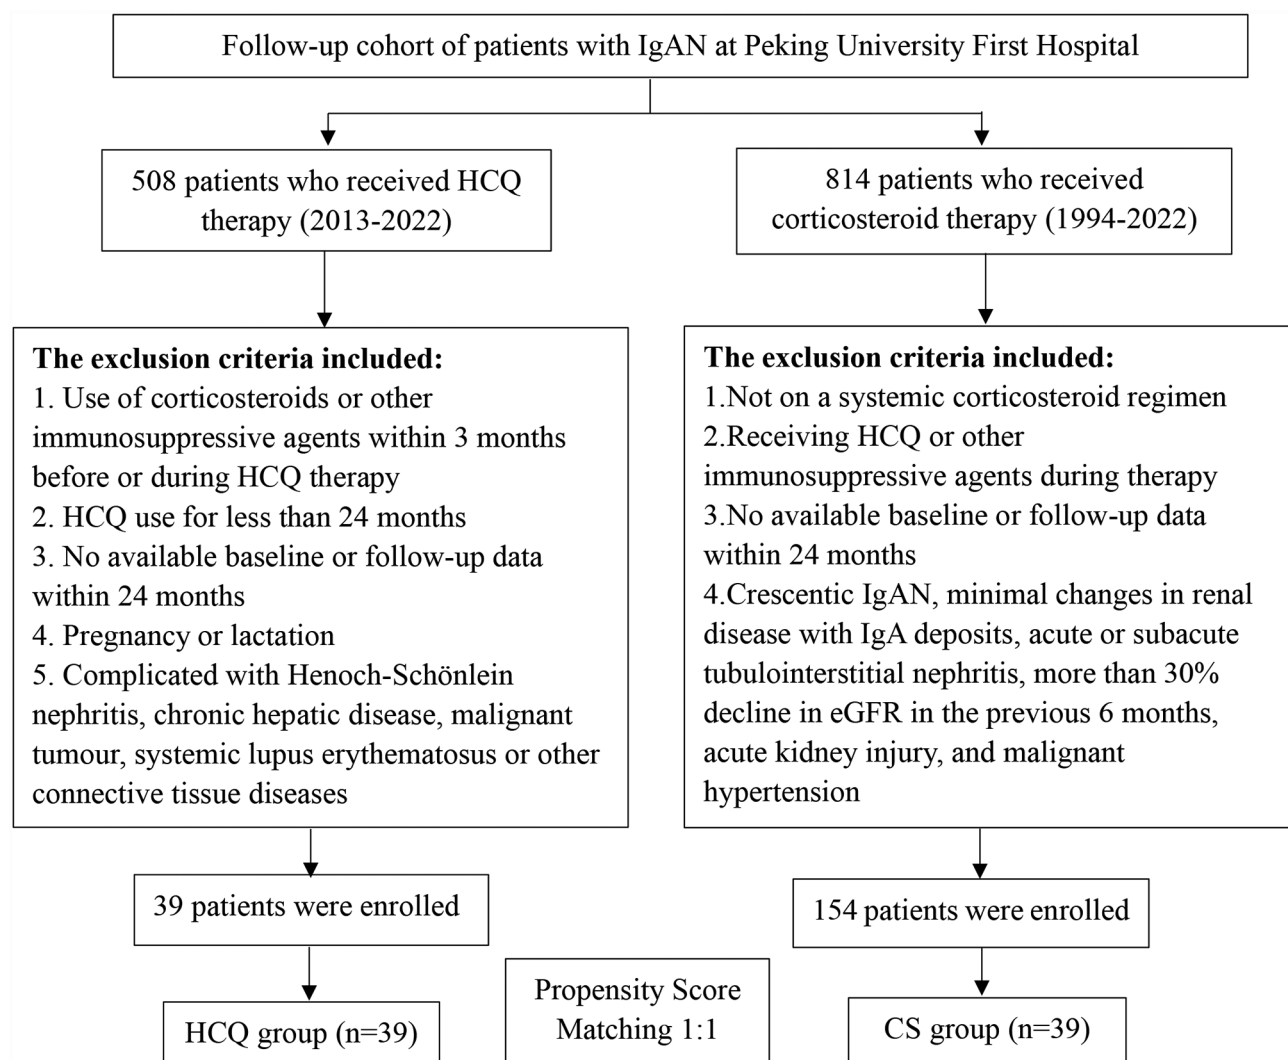 Follow-up cohort of patients with IgAN at Peking University First Hospital
508 patients who received HCQ
therapy (2013-2022)
814 patients who received
corticosteroid therapy (1994-2022)
The exclusion criteria included:
1. Use of corticosteroids or other
immunosuppressive agents within 3 months
before or during HCQ therapy
2. HCQ use for less than 24 months
3. No available baseline or follow-up data
within 24 months
4. Pregnancy or lactation
5. Complicated with Henoch-Schönlein
nephritis, chronic hepatic disease, malignant
tumour, systemic lupus erythematosus or other
connective tissue diseases
The exclusion criteria included:
1.Not on a systemic corticosteroid regimen
2.Receiving HCQ or other
immunosuppressive agents during therapy
3.No available baseline or follow-up data
within 24 months
4.Crescentic IgAN, minimal changes in renal
disease with IgA deposits, acute or subacute
tubulointerstitial nephritis, more than 30%
decline in eGFR in the previous 6 months,
acute kidney injury, and malignant
hypertension
39 patients were enrolled
154 patients were enrolled
HCQ group (n=39)
Propensity Score
Matching 1:1
CS group (n=39)